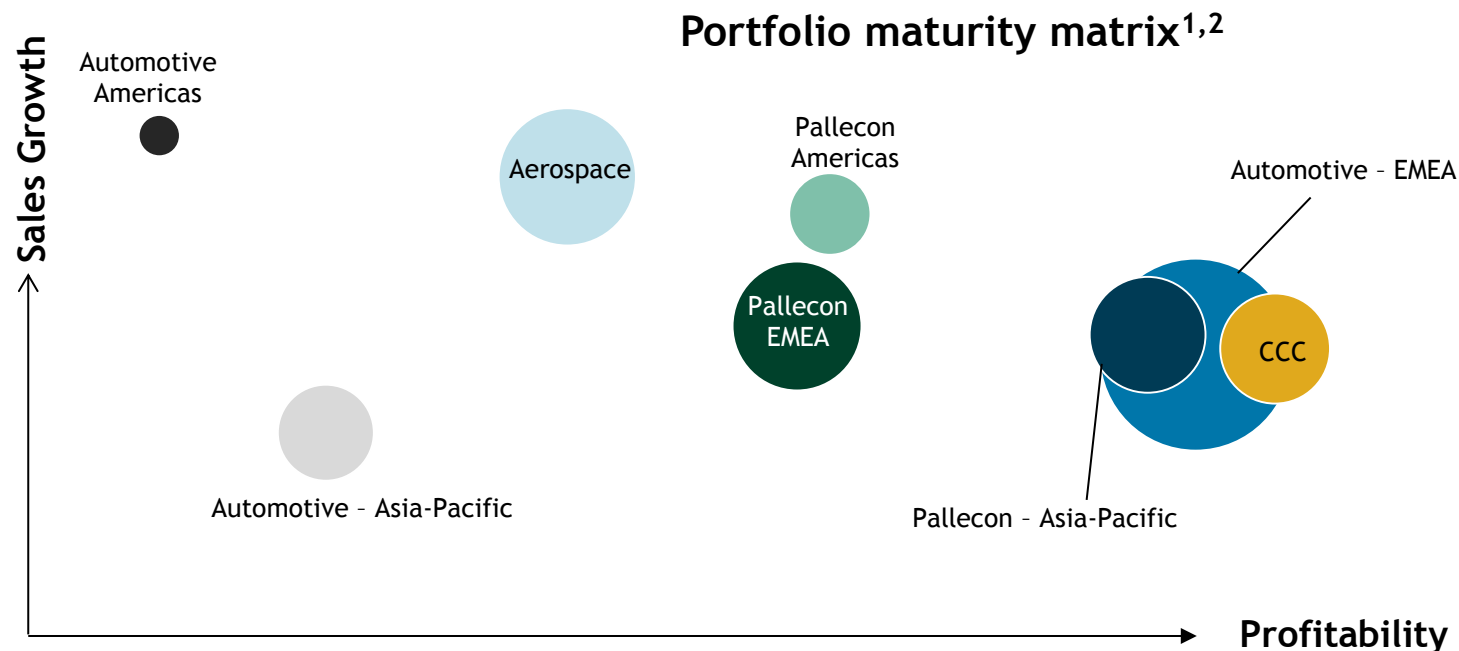 Portfolio maturity matrix1,2
Sales Growth
Automotive
Americas
Aerospace
Pallecon
Americas
Automotive – EMEA
Pallecon
EMEA
CCC
Automotive – Asia-Pacific
Pallecon – Asia-Pacific
Profitability